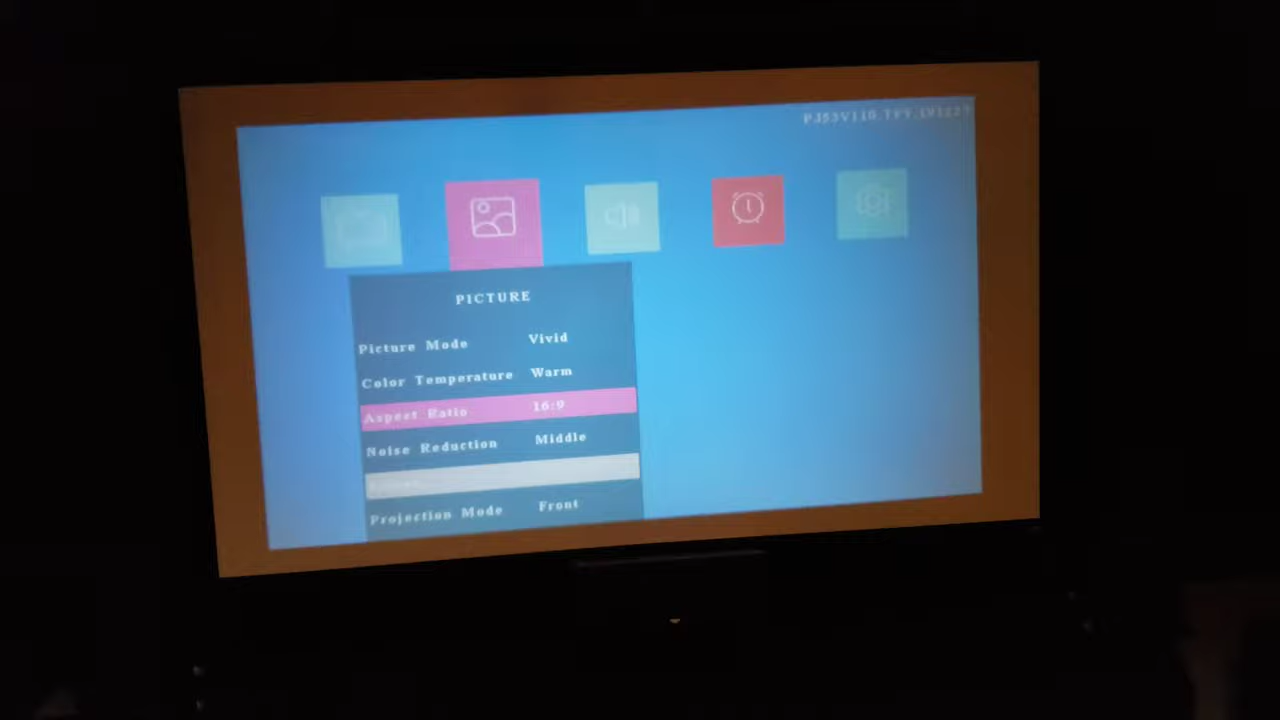 PICTURE
Picture Mode Vivid
Color Temperature Warm
Aspect Ratio 16:9
Noise Reduction Middle
Projection Mode Front